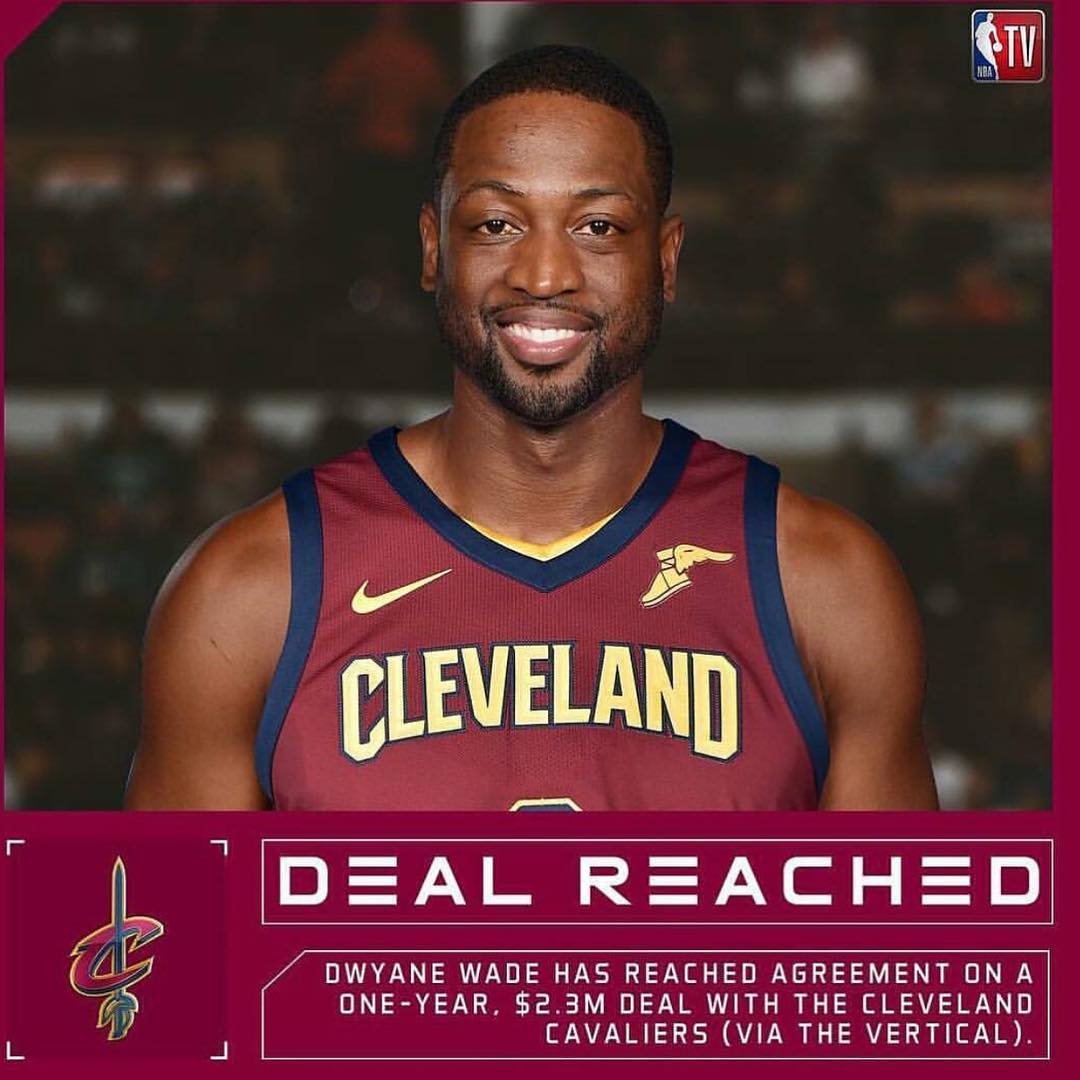 NBA
TV
CLEVELAND
DEAL REACHED
DWYANE WADE HAS REACHED AGREEMENT ON A
ONE-YEAR, $2.3M DEAL WITH THE CLEVELAND
CAVALIERS (VIA THE VERTICAL).